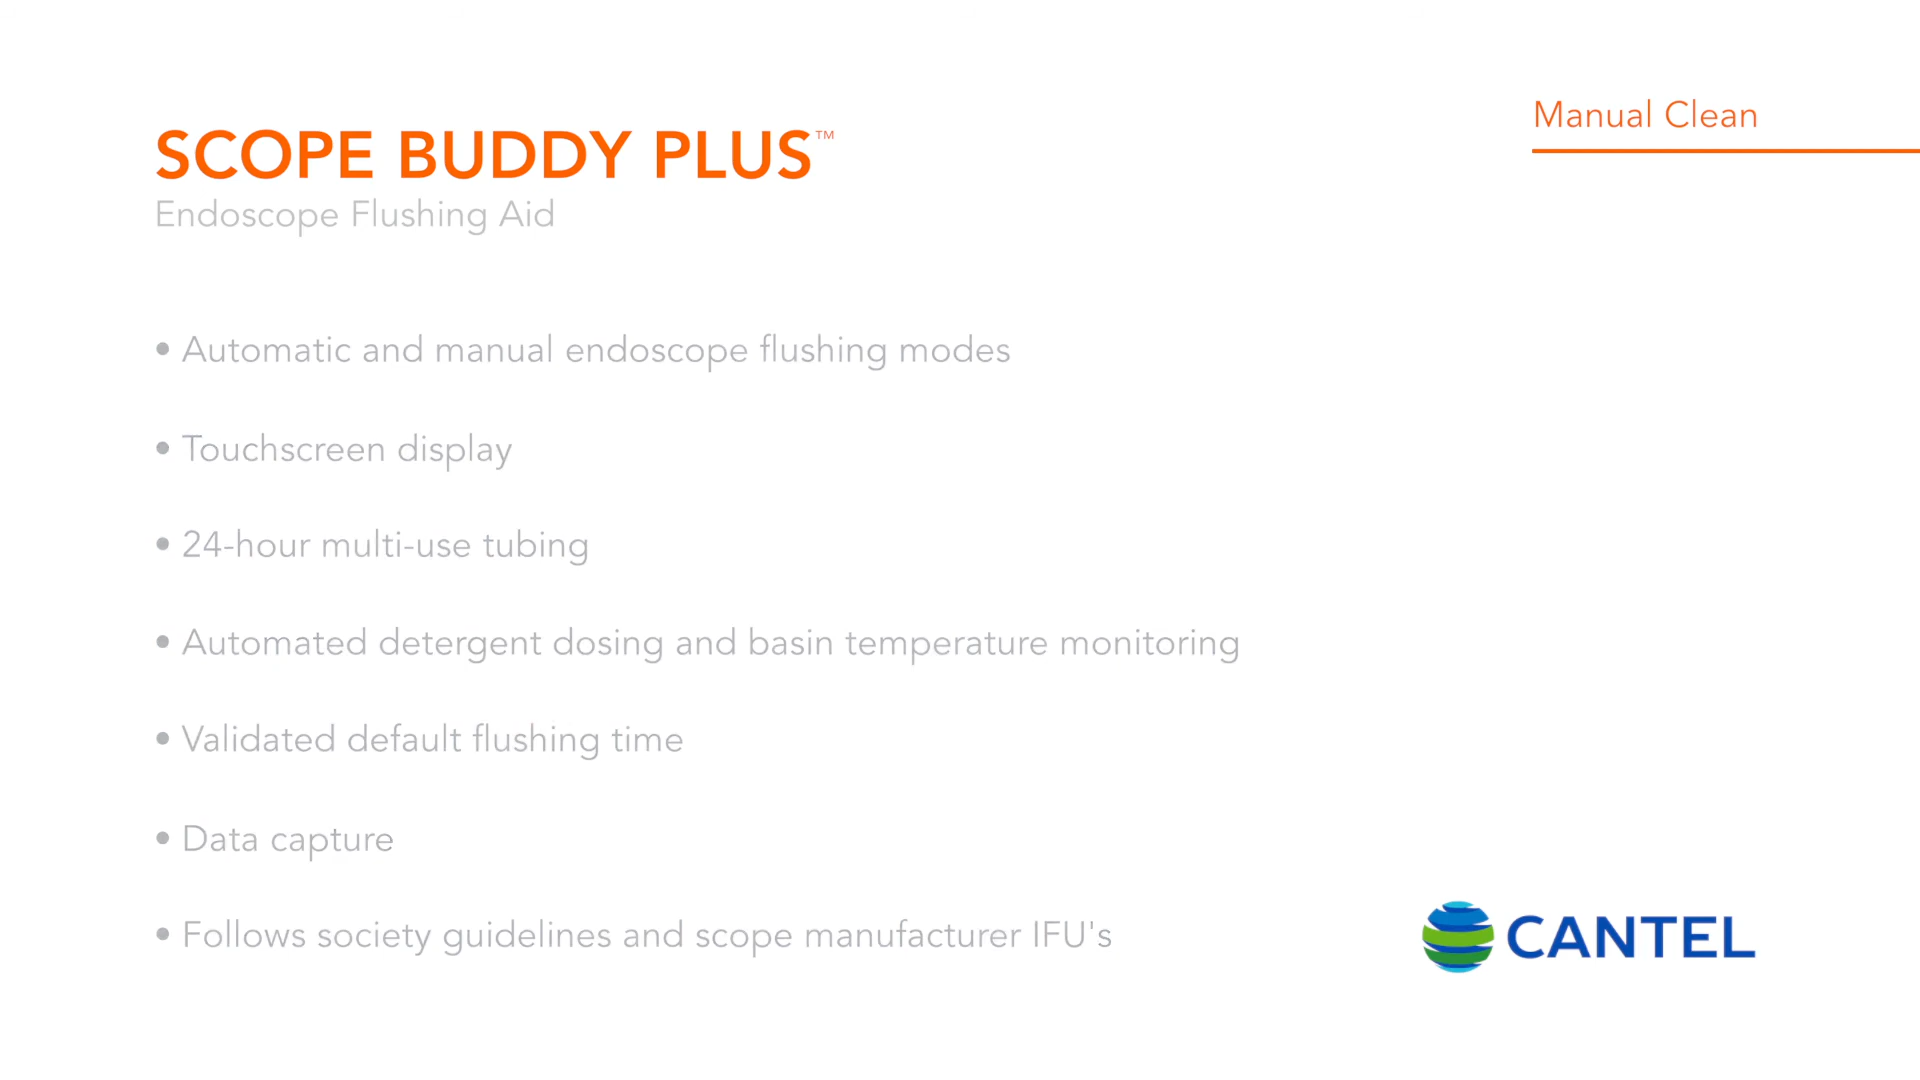 Manual Clean
SCOPE BUDDY PLUS™
Endoscope Flushing Aid
• Automatic and manual endoscope flushing modes
• Touchscreen display
• 24-hour multi-use tubing
• Automated detergent dosing and basin temperature monitoring
• Validated default flushing time
• Data capture
• Follows society guidelines and scope manufacturer IFU's
CANTEL